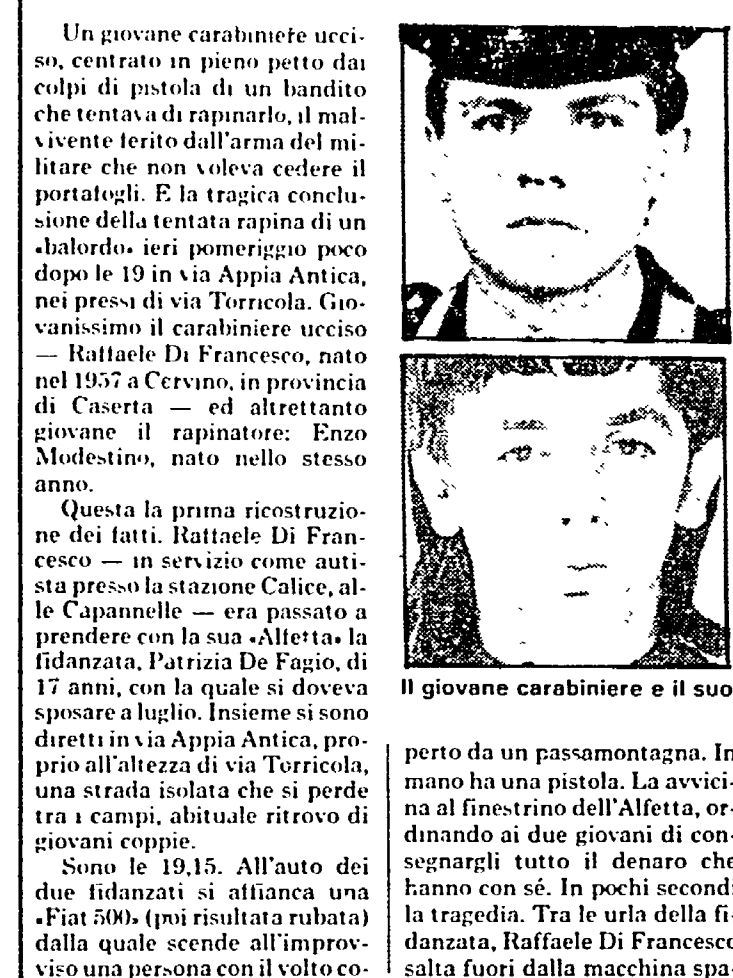 Un giovane carabiniere ucci-
so, centrato in pieno petto dai
colpi di pistola di un bandito
che tentava di rapinarlo, il mal-
vivente ferito dall'arma del mi-
litare che non voleva cedere il
portafogli. E la tragica conclu-
sione della tentata rapina di un
«balordo» ieri pomeriggio poco
dopo le 19 in via Appia Antica,
nei pressi di via Torricola. Gio-
vanissimo il carabiniere ucciso
— Raffaele Di Francesco, nato
nel 1957 a Cervino, in provincia
di Caserta — ed altrettanto
giovane il rapinatore: Enzo
Modestino, nato nello stesso
anno.
Questa la prima ricostruzio-
ne dei fatti. Raffaele Di Fran-
cesco — in servizio come auti-
sta presso la stazione Calice, al-
le Capannelle — era passato a
prendere con la sua «Alfetta» la
fidanzata, Patrizia De Fagio, di
17 anni, con la quale si doveva
sposare a luglio. Insieme si sono
diretti in via Appia Antica, pro-
prio all'altezza di via Torricola,
una strada isolata che si perde
tra i campi, abituale ritrovo di
giovani coppie.
Sono le 19,15. All'auto dei
due fidanzati si affianca una
«Fiat 500» (poi risultata rubata)
dalla quale scende all'improv-
viso una persona con il volto co-
Il giovane carabiniere e il suo
perto da un passamontagna. In
mano ha una pistola. La avvici-
na al finestrino dell'Alfetta, or-
dinando ai due giovani di con-
segnargli tutto il denaro che
hanno con sé. In pochi secondi
la tragedia. Tra le urla della fi-
danzata, Raffaele Di Francesco
salta fuori dalla macchina spa-